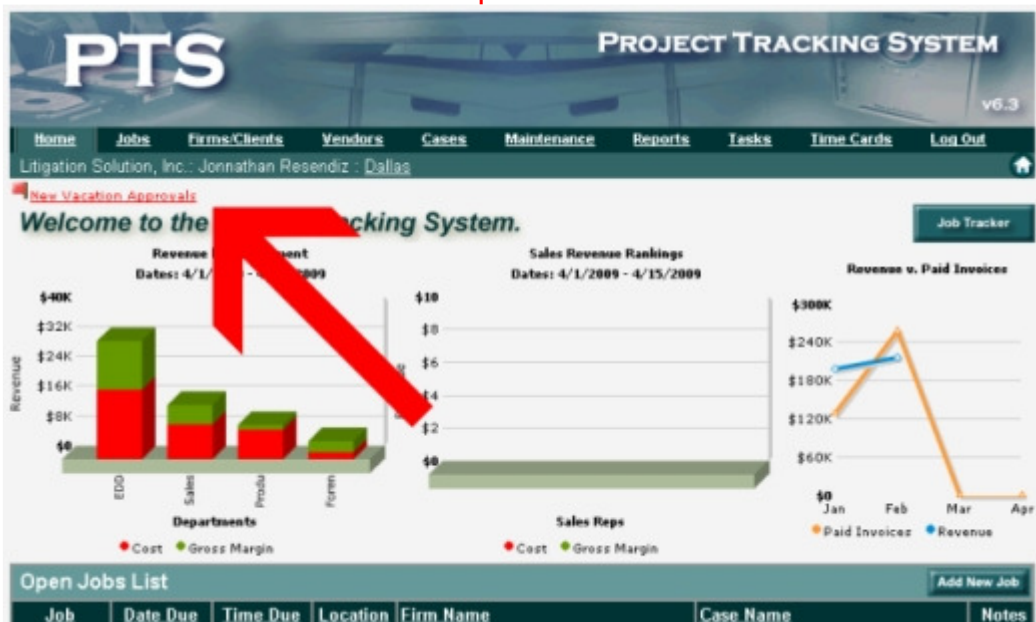 PTS
PROJECT TRACKING SYSTEM
v6.3
Home Jobs Firms/Clients Vendors Cases Maintenance Reports Tasks Time Cards Log Out
Litigation Solution, Inc.: Jonnathan Resendiz : Dallas
New Vacation Approvals
Welcome to the cking System.
Job Tracker
Revenue ent
Dates: 4/1/ - 009
$40K
$32K
$24K
$16K
$8K
$0
Revenue
EDD
Sales
Produ
Foren
Departments
Cost Gross Margin
Sales Revenue Rankings
Dates: 4/1/2009 - 4/15/2009
$10
$8
$6
$4
$2
$0
Sales Reps
Cost Gross Margin
Revenue v. Paid Invoices
$300K
$240K
$180K
$120K
$60K
$0
Jan Feb Mar Apr
Paid Invoices Revenue
Open Jobs List
Add New Job
Job Date Due Time Due Location Firm Name Case Name Notes